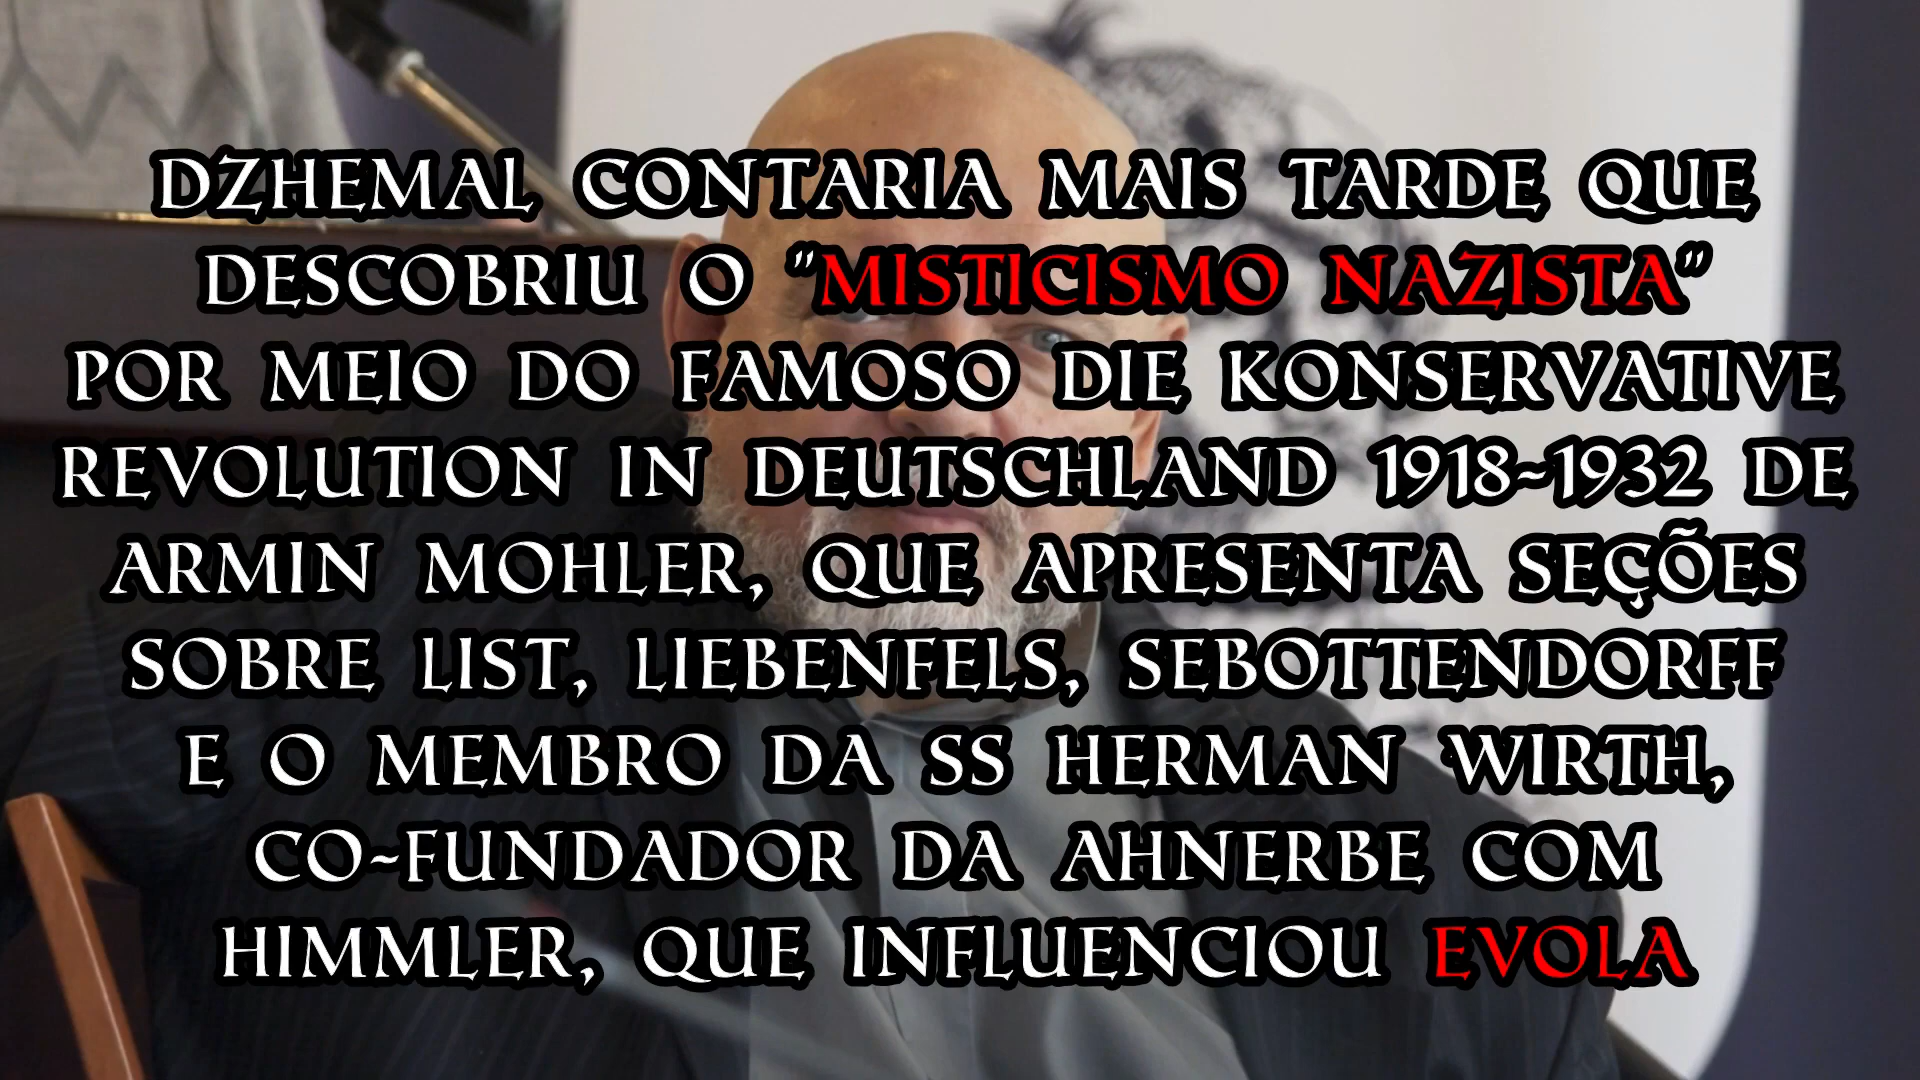 DZHEMAL CONTARIA MAIS TARDE QUE
DESCOBRIU O "MISTICISMO NAZISTA"
POR MEIO DO FAMOSO DIE KONSERVATIVE
REVOLUTION IN DEUTSCHLAND 1918-1932 DE
ARMIN MOHLER, QUE APRESENTA SEÇÕES
SOBRE LIST, LIEBENFELS, SEBOTTENDORFF
E O MEMBRO DA SS HERMAN WIRTH,
CO-FUNDADOR DA AHNERBE COM
HIMMLER, QUE INFLUENCIOU EVOLA